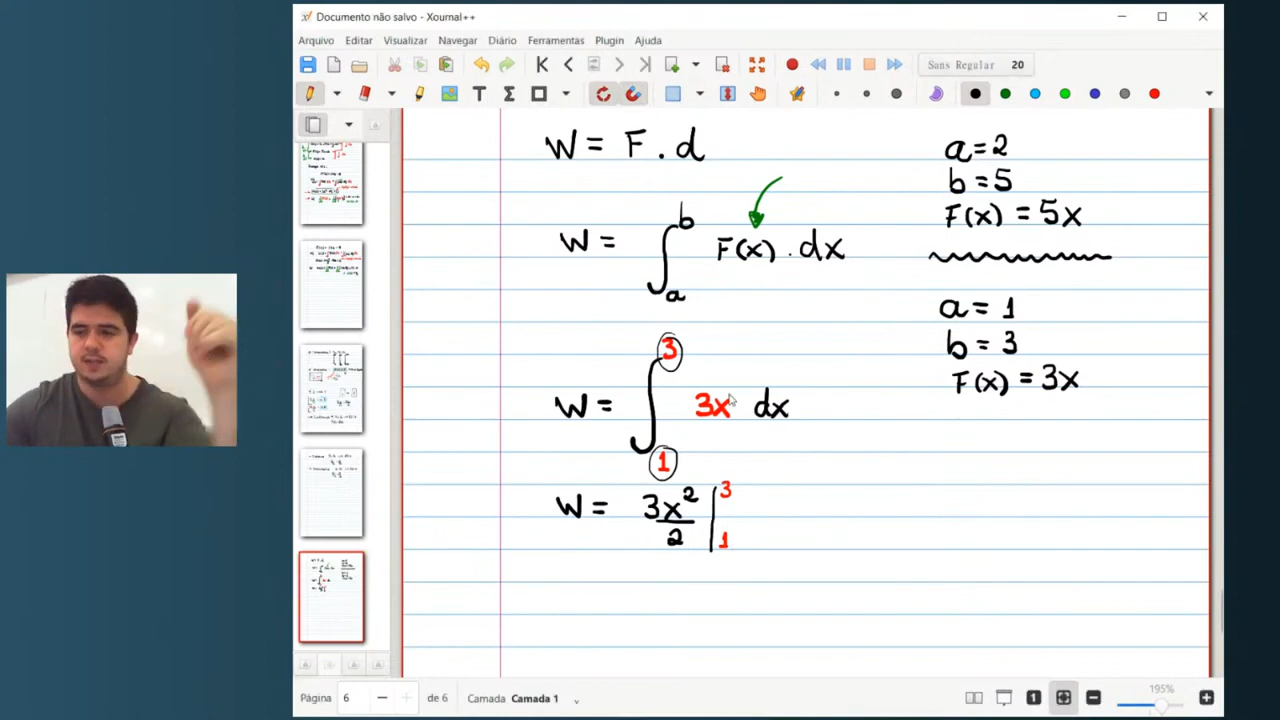 Documento não salvo - Xournal++
Arquivo Editar Visualizar Navegar Diário Ferramentas Plugin Ajuda
Sans Regular 20
W = F . d
W = ∫ₐᵇ F(x) . dx
W = ∫₁³ 3x dx
W = 3x²/2 |₁³
a = 2
b = 5
F(x) = 5x
a = 1
b = 3
F(x) = 3x
Página 6 de 6 Camada Camada 1
1
195%